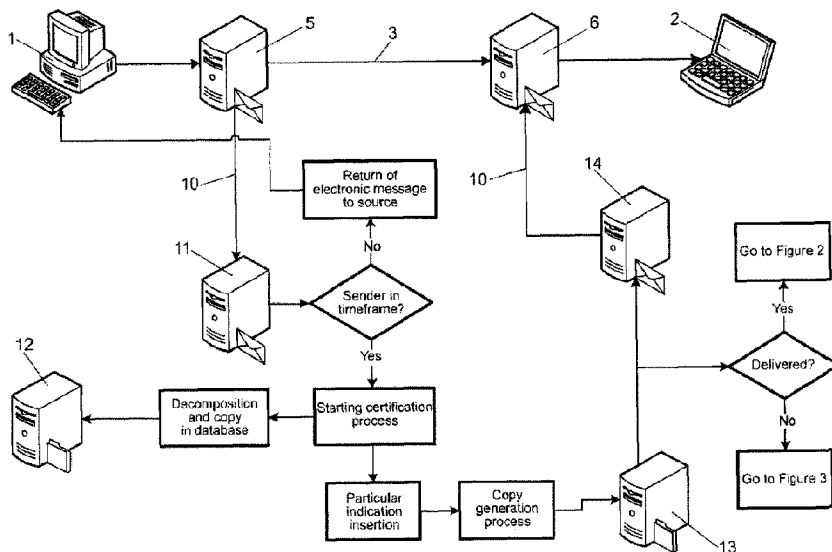 1
5
3
6
2
10
Return of
electronic message
to source
10
14
No
11
Sender in
timeframe?
Go to Figure 2
Yes
Yes
12
Delivered?
Decomposition
and copy
in database
Starting certification
process
No
Particular
indication
insertion
Copy
generation
process
Go to Figure 3
13